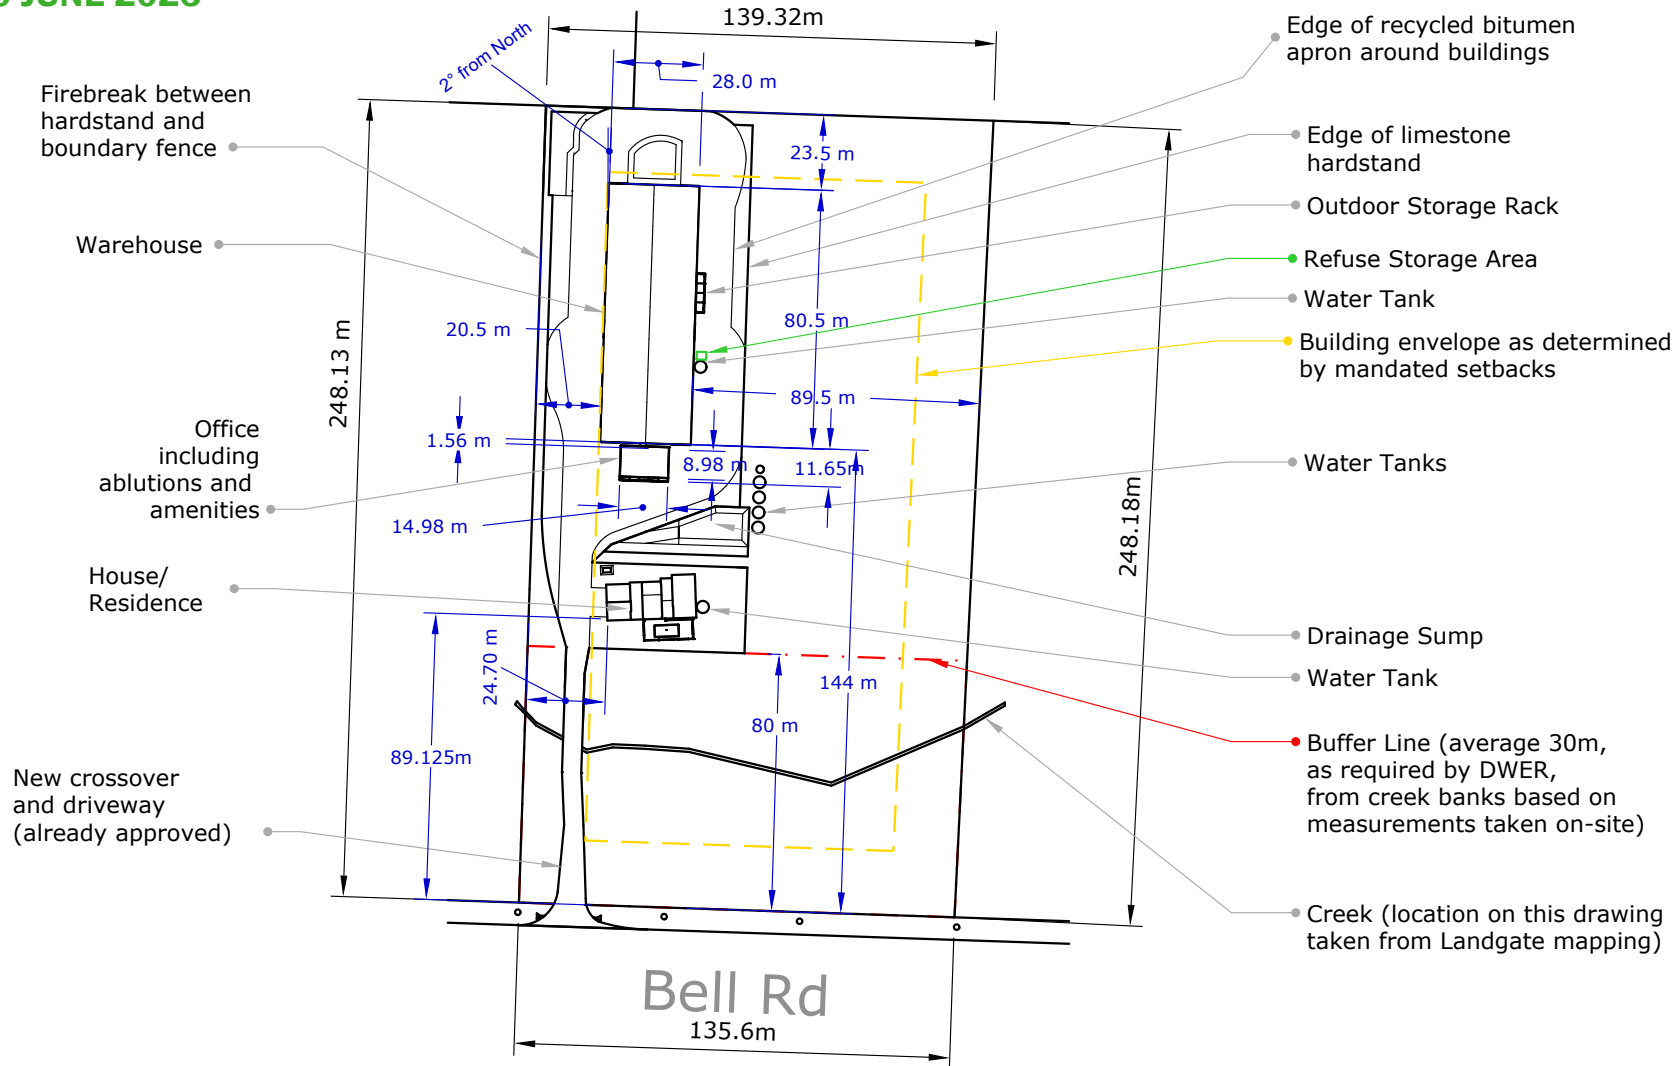 JUNE 2026
139.32m
Edge of recycled bitumen
apron around buildings
2° from North
28.0 m
Firebreak between
hardstand and
boundary fence
Edge of limestone
hardstand
23.5 m
Outdoor Storage Rack
Warehouse
Refuse Storage Area
Water Tank
20.5 m
80.5 m
Building envelope as determined
by mandated setbacks
248.13 m
89.5 m
Office
including
ablutions and
amenities
1.56 m
8.98 m
11.65m
Water Tanks
14.98 m
248.18m
House/
Residence
Drainage Sump
24.70 m
144 m
Water Tank
80 m
89.125m
Buffer Line (average 30m,
as required by DWER,
from creek banks based on
measurements taken on-site)
New crossover
and driveway
(already approved)
Creek (location on this drawing
taken from Landgate mapping)
Bell Rd
135.6m